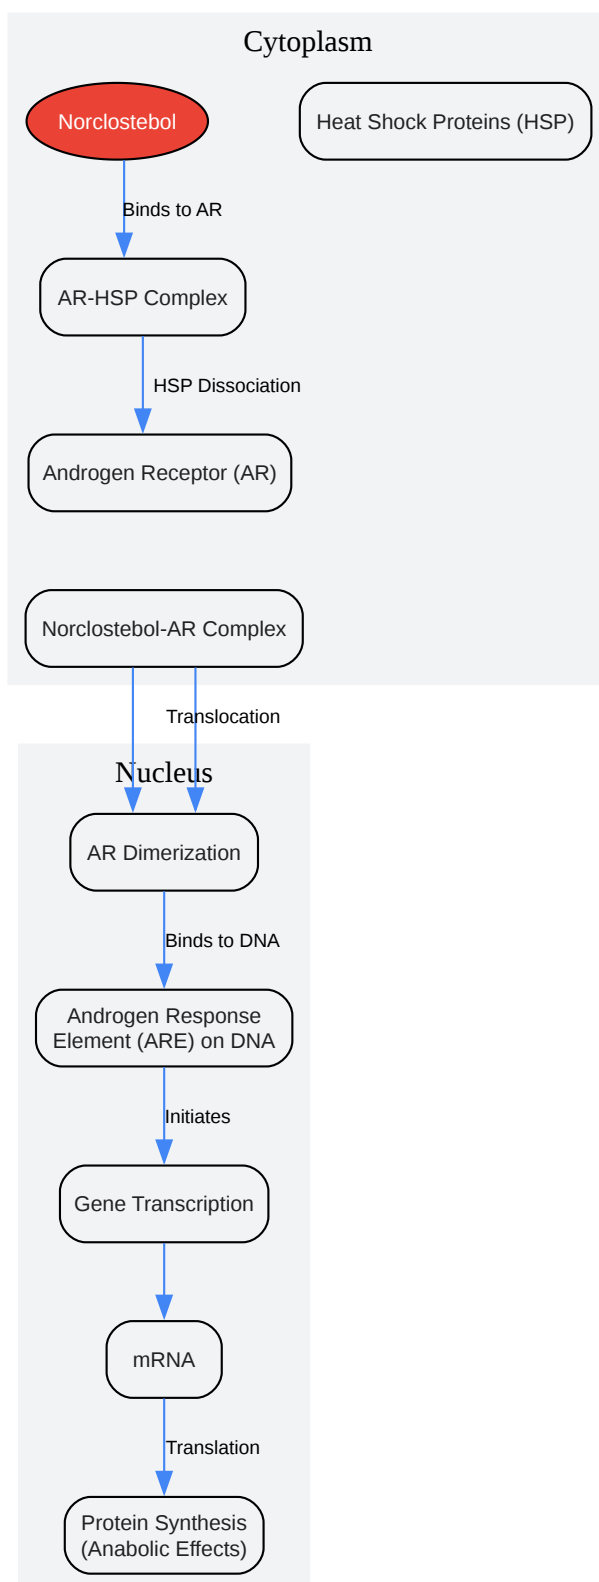 Cytoplasm
Norclostebol
Heat Shock Proteins (HSP)
Binds to AR
AR-HSP Complex
HSP Dissociation
Androgen Receptor (AR)
Norclostebol-AR Complex
Translocation
Nucleus
AR Dimerization
Binds to DNA
Androgen Response
Element (ARE) on DNA
Initiates
Gene Transcription
mRNA
Translation
Protein Synthesis
(Anabolic Effects)